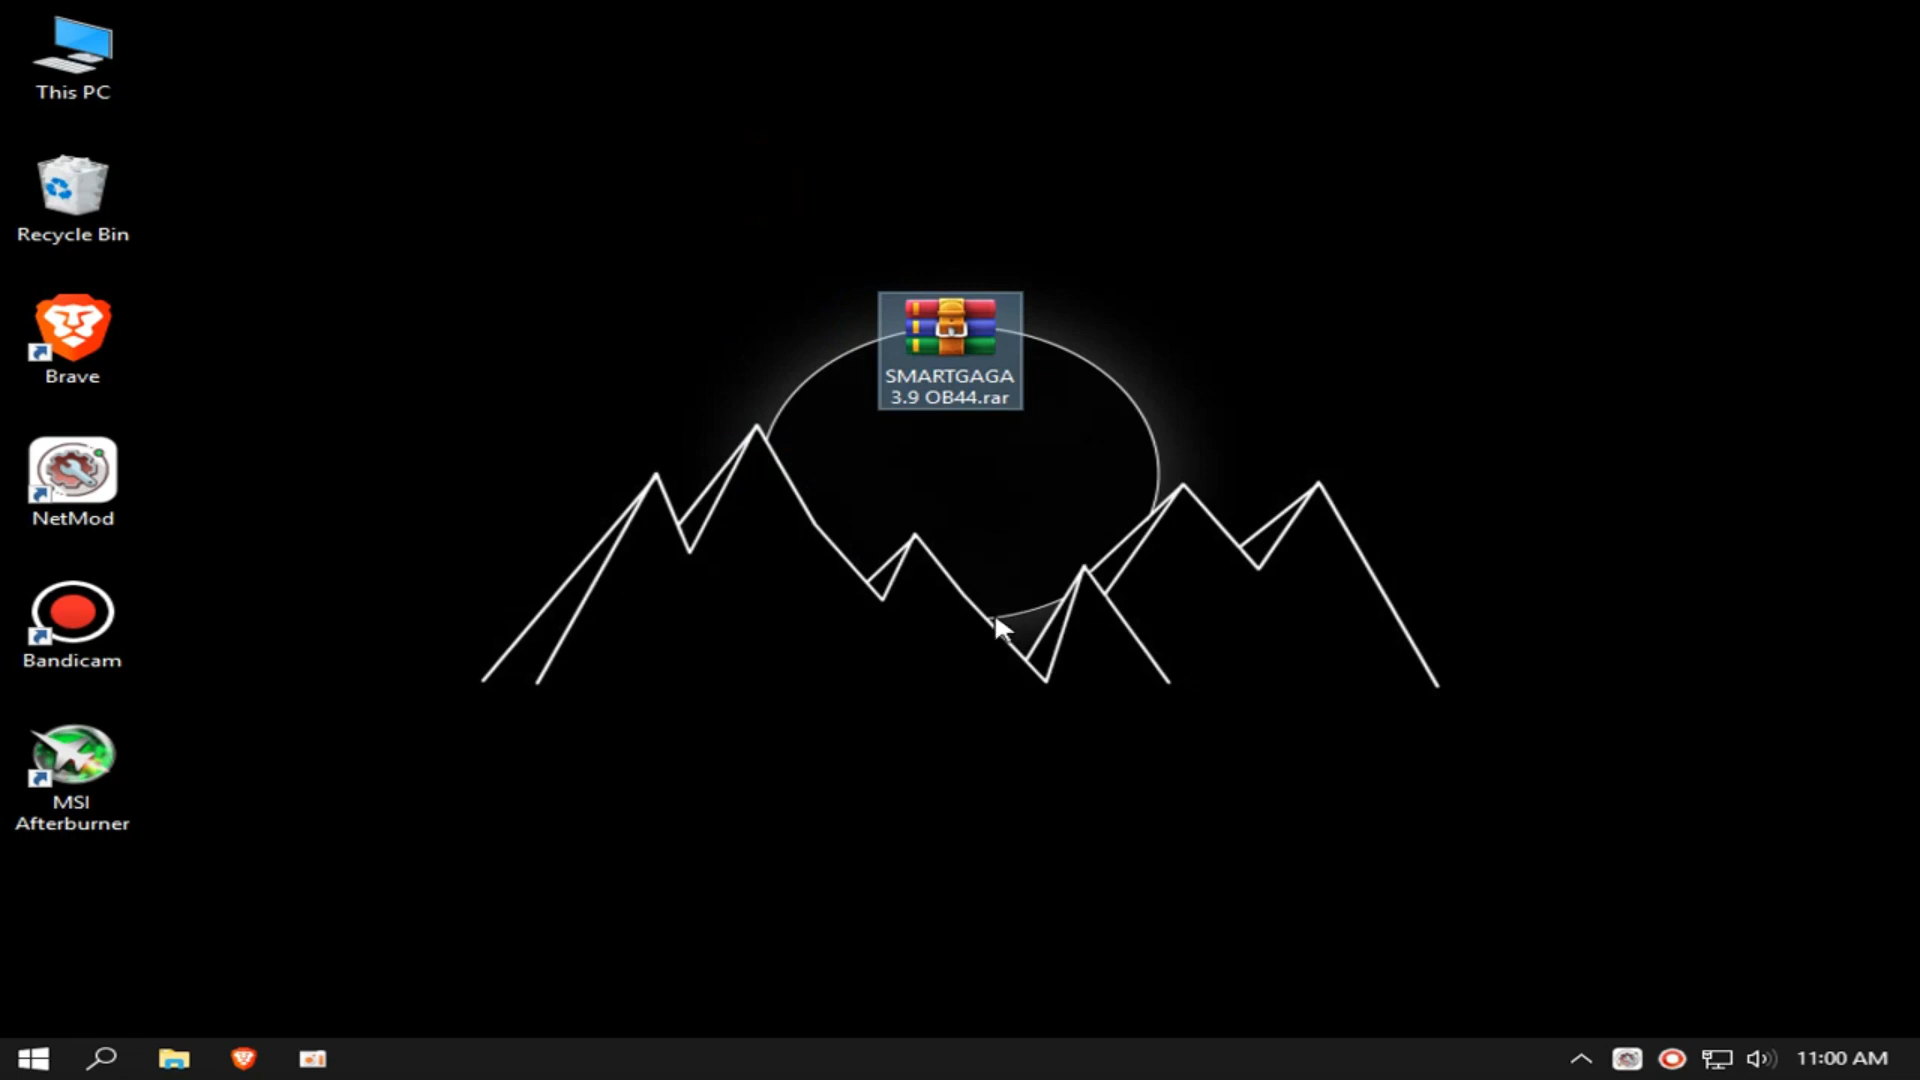 This PC
Recycle Bin
Brave
NetMod
Bandicam
MSI
Afterburner
SMARTGAGA
3.9 OB44.rar
11:00 AM